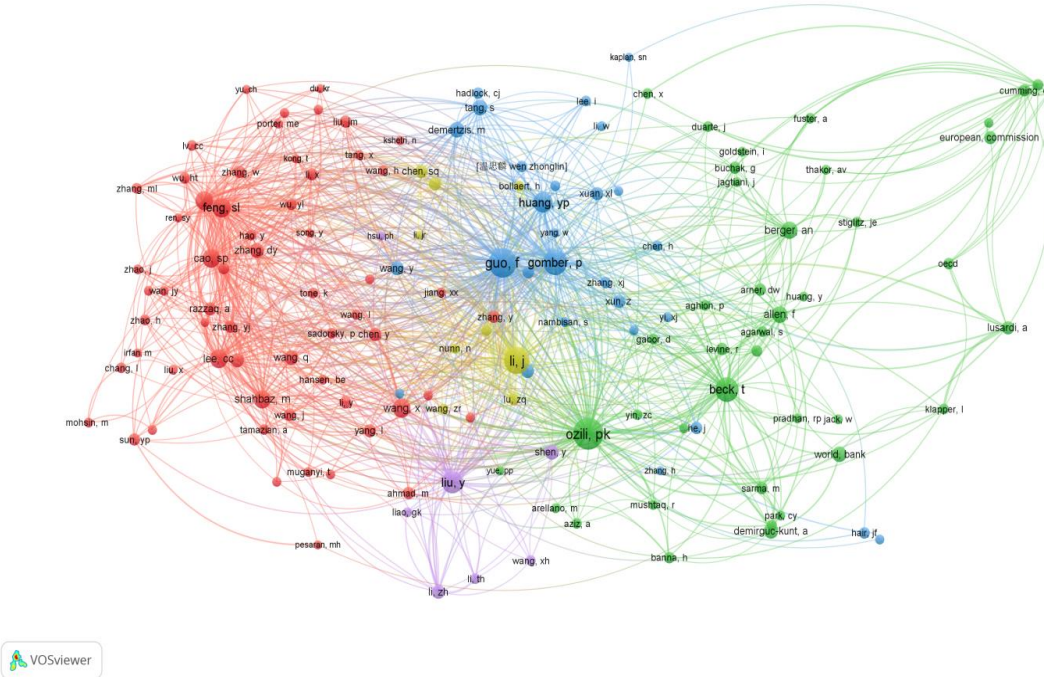 kaplan, sn
yu, ch
du, kr
hadlock, cj
chen, x
cumming,
lee, i
tang, s
porter, me
liu, jm
demertzis, m
li, w
duarte, j
fuster, a
european, commission
kshetri, n
lv, cc
kong, t
tang, x
goldstein, i
wu, ht
zhang, w
li, x
wang, h
chen, sq
[温思麟 wen zhonglin]
buchak, g
thakor, av
zhang, ml
bollaert, h
xuan, xl
jagtiani, j
feng, sl
wu, yl
huang, yp
ren, sy
stiglitz, je
hao, y
song, y
hsu, ph
li, jr
yang, w
berger, an
zhang, dy
chen, h
cao, sp
guo, f
gomber, p
oecd
zhao, j
wang, y
wan, jy
tone, k
jiang, xx
zhang, xj
arner, dw
huang, y
razzaq, a
xun, z
aghion, p
zhao, h
wang, l
zhang, y
nambisan, s
yi, xj
allen, f
zhang, yj
sadorsky, p
chen, y
gabor, d
agarwal, s
lusardi, a
irfan, m
nunn, n
levine, r
lee, cc
wang, q
li, j
chang, l
liu, x
hansen, be
beck, t
shahbaz, m
li, y
lu, zq
wang, j
wang, x
wang, zr
yin, zc
klapper, l
mohsin, m
tamazian, a
pradhan, rp
jack, w
sun, yp
yang, l
ozili, pk
shen, y
world, bank
muganyi, t
yue, pp
zhang, h
liu, y
sarma, m
ahmad, m
arellano, m
mushtaq, r
liao, gk
park, cy
aziz, a
demirguc-kunt, a
hair, jf
pesaran, mh
banna, h
wang, xh
li, th
li, zh
VOSviewer